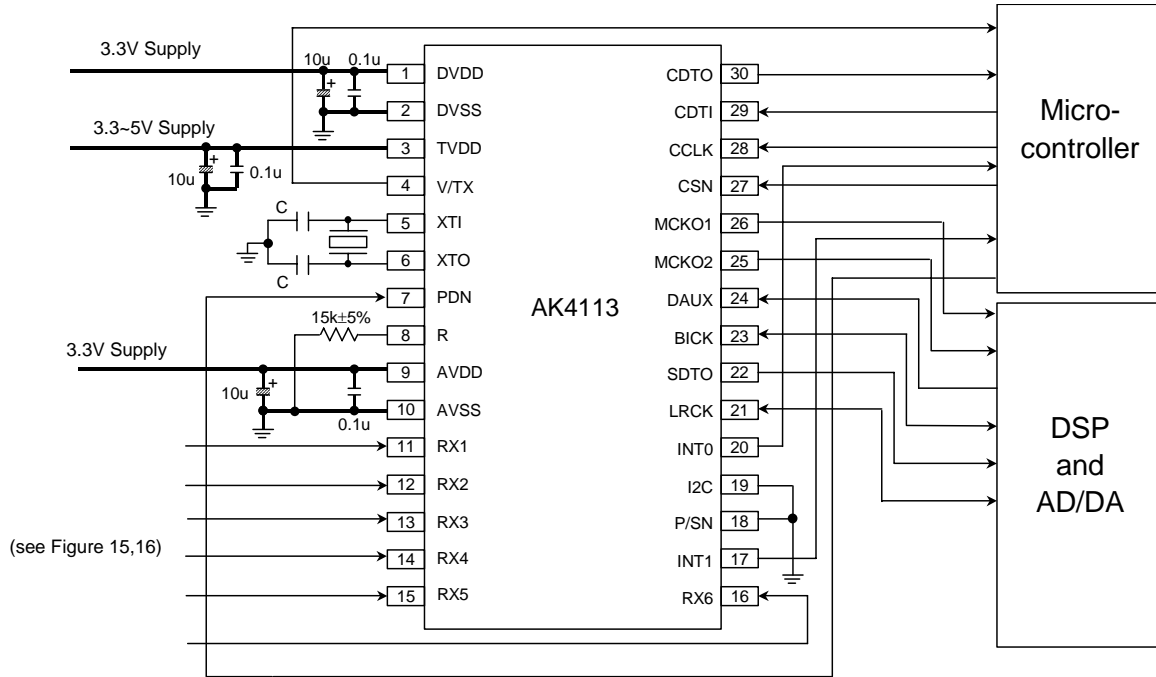 3.3V Supply
10u
0.1u
+
3.3~5V Supply
+
10u
0.1u
C
C
15k±5%
3.3V Supply
10u
+
0.1u
(see Figure 15,16)
1 DVDD
2 DVSS
3 TVDD
4 V/TX
5 XTI
6 XTO
7 PDN
8 R
9 AVDD
10 AVSS
11 RX1
12 RX2
13 RX3
14 RX4
15 RX5
AK4113
CDTO 30
CDTI 29
CCLK 28
CSN 27
MCKO1 26
MCKO2 25
DAUX 24
BICK 23
SDTO 22
LRCK 21
INT0 20
I2C 19
P/SN 18
INT1 17
RX6 16
Micro-
controller
DSP
and
AD/DA